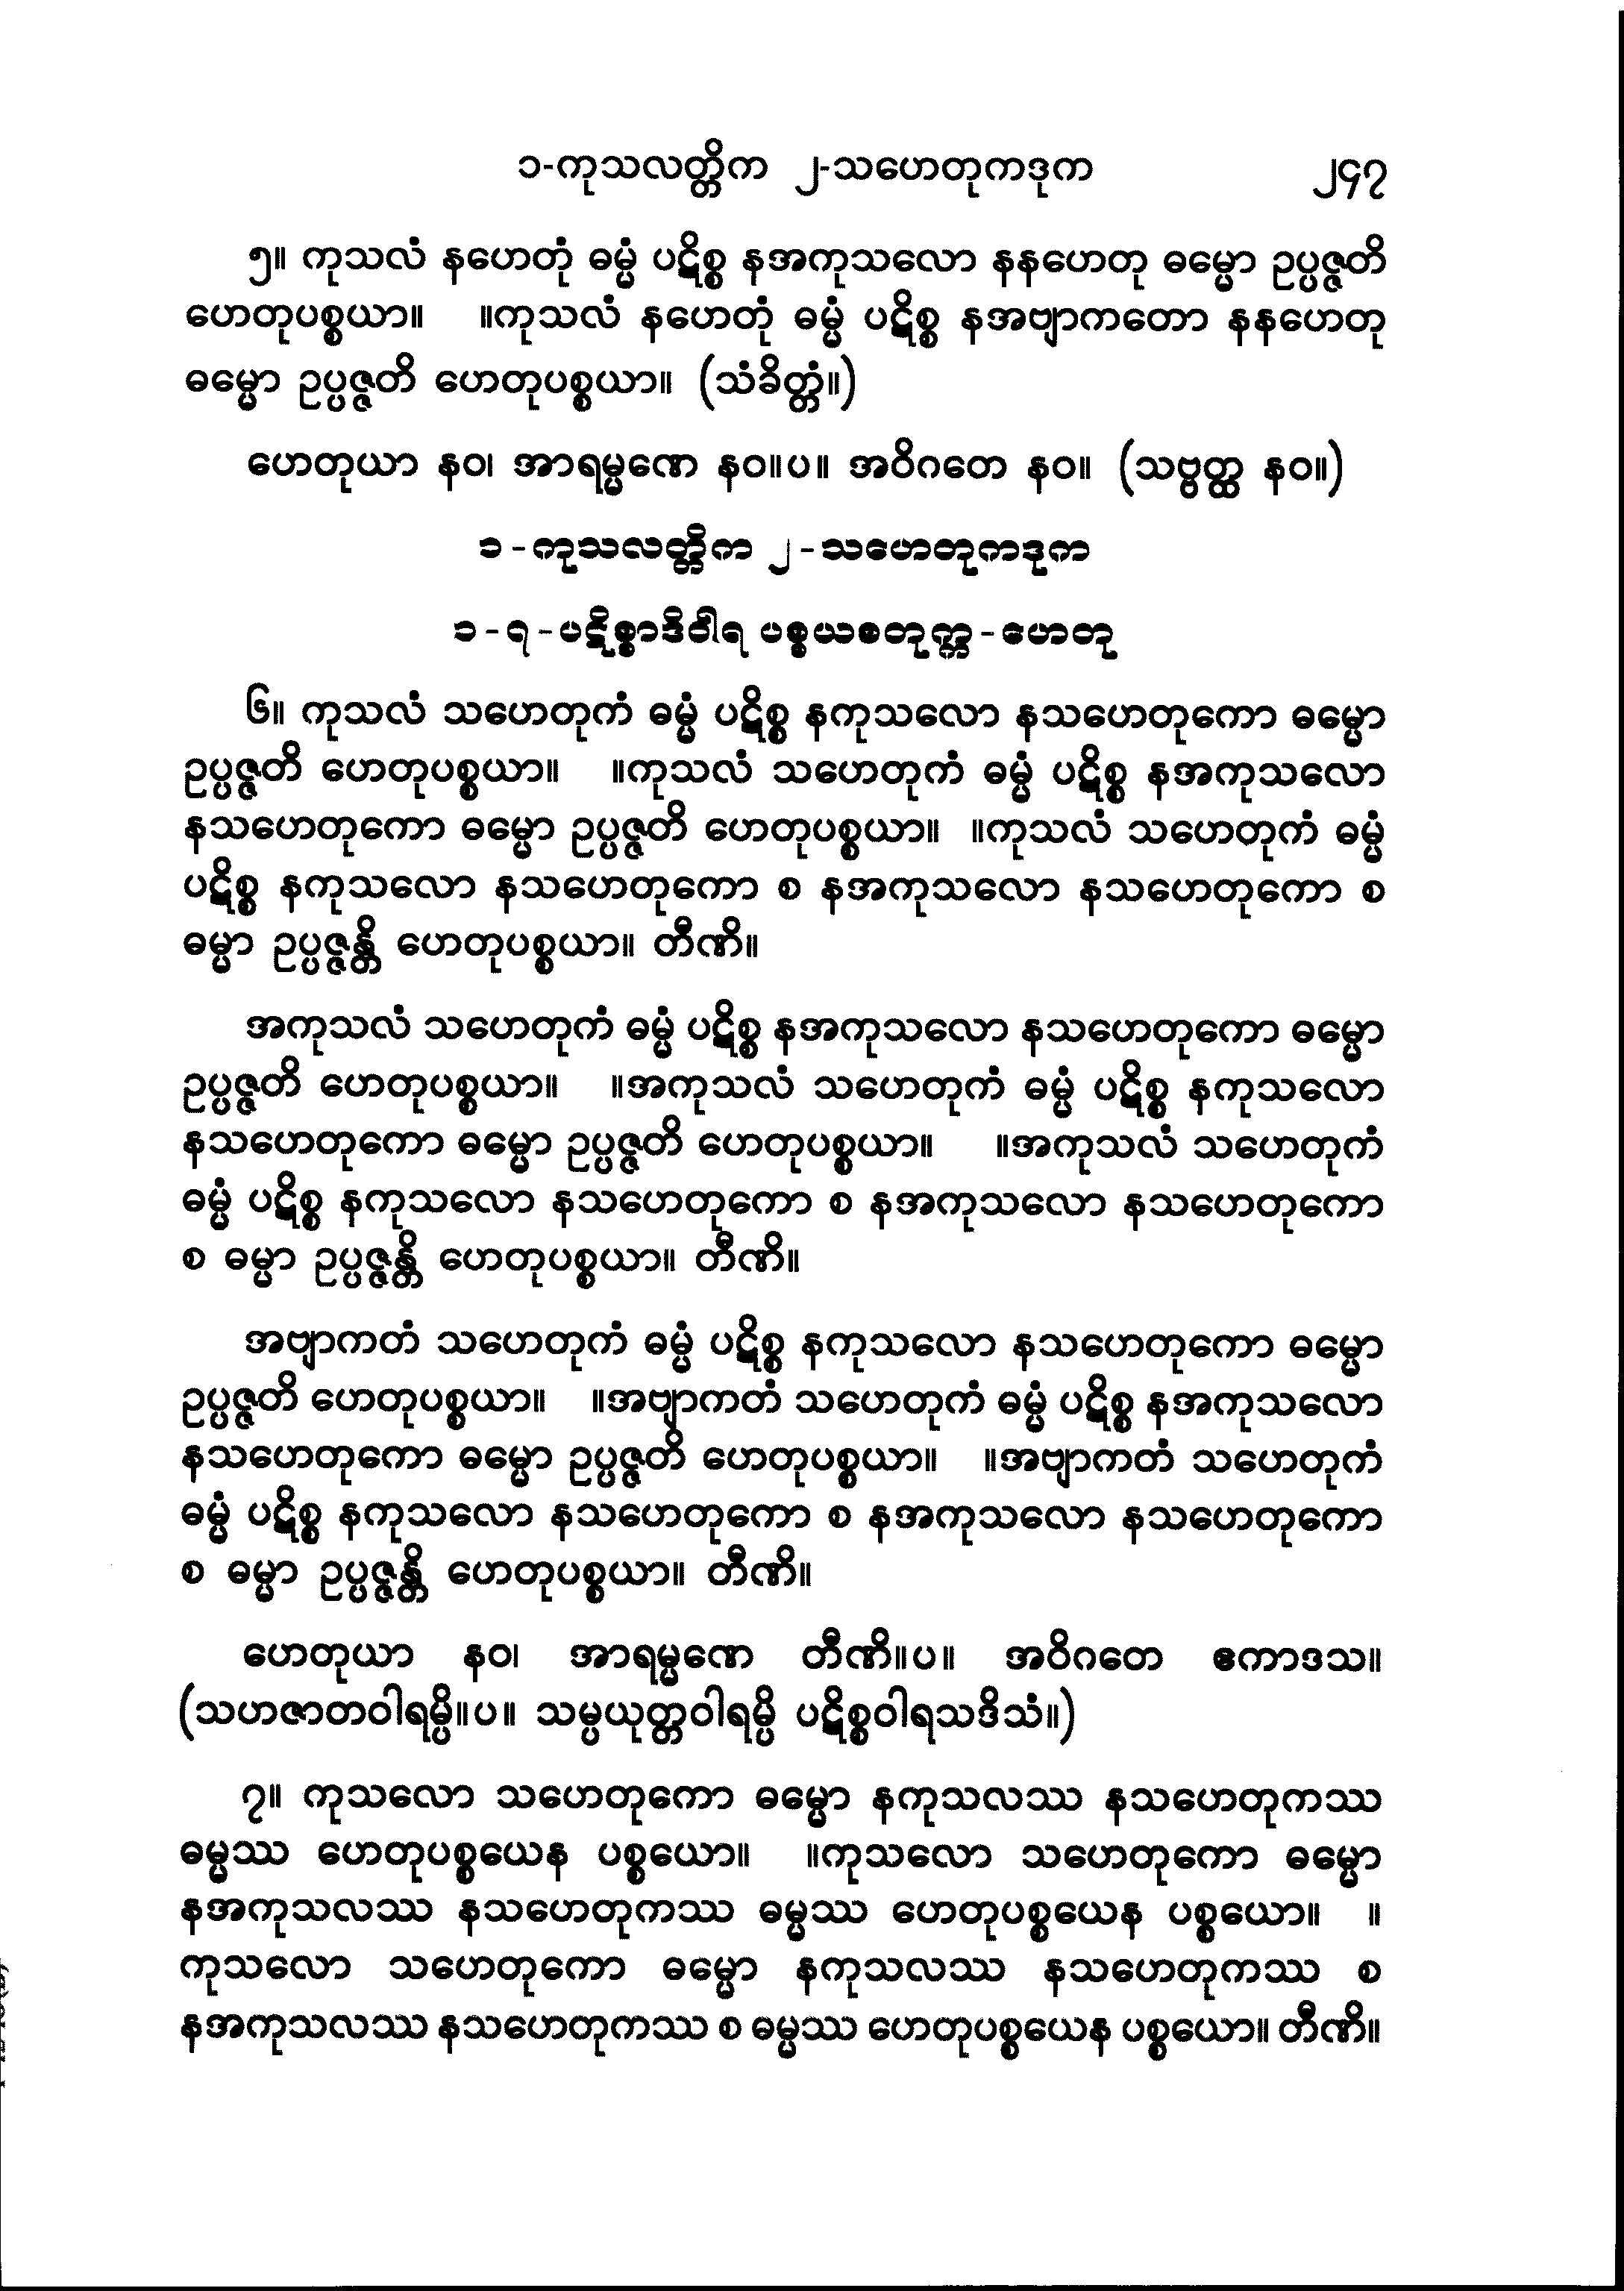 ၁-ကုသလတ္တိက ၂-သဟေတုကဒုက ၂၄၇
၅။ ကုသလံ နဟေတုံ ဓမ္မံ ပဋိစ္စ နအကုသလော နနဟေတု ဓမ္မော ဥပ္ပဇ္ဇတိ
ဟေတုပစ္စယာ။ ။ကုသလံ နဟေတုံ ဓမ္မံ ပဋိစ္စ နအဗျာကတော နနဟေတု
ဓမ္မော ဥပ္ပဇ္ဇတိ ဟေတုပစ္စယာ။ (သံခိတ္တံ။)
ဟေတုယာ နဝ၊ အာရမ္မဏေ နဝ။ပ။ အဝိဂတေ နဝ။ (သဗ္ဗတ္ထ နဝ။)
၁-ကုသလတ္တိက ၂-သဟေတုကဒုက
၁-၇-ပဋိစ္စာဒိဝါရ ပစ္စယစတုက္က-ဟေတု
၆။ ကုသလံ သဟေတုကံ ဓမ္မံ ပဋိစ္စ နကုသလော နသဟေတုကော ဓမ္မော
ဥပ္ပဇ္ဇတိ ဟေတုပစ္စယာ။ ။ကုသလံ သဟေတုကံ ဓမ္မံ ပဋိစ္စ နအကုသလော
နသဟေတုကော ဓမ္မော ဥပ္ပဇ္ဇတိ ဟေတုပစ္စယာ။ ။ကုသလံ သဟေတုကံ ဓမ္မံ
ပဋိစ္စ နကုသလော နသဟေတုကော စ နအကုသလော နသဟေတုကော စ
ဓမ္မာ ဥပ္ပဇ္ဇန္တိ ဟေတုပစ္စယာ။ တီဏိ။
အကုသလံ သဟေတုကံ ဓမ္မံ ပဋိစ္စ နအကုသလော နသဟေတုကော ဓမ္မော
ဥပ္ပဇ္ဇတိ ဟေတုပစ္စယာ။ ။အကုသလံ သဟေတုကံ ဓမ္မံ ပဋိစ္စ နကုသလော
နသဟေတုကော ဓမ္မော ဥပ္ပဇ္ဇတိ ဟေတုပစ္စယာ။ ။အကုသလံ သဟေတုကံ
ဓမ္မံ ပဋိစ္စ နကုသလော နသဟေတုကော စ နအကုသလော နသဟေတုကော
စ ဓမ္မာ ဥပ္ပဇ္ဇန္တိ ဟေတုပစ္စယာ။ တီဏိ။
အဗျာကတံ သဟေတုကံ ဓမ္မံ ပဋိစ္စ နကုသလော နသဟေတုကော ဓမ္မော
ဥပ္ပဇ္ဇတိ ဟေတုပစ္စယာ။ ။အဗျာကတံ သဟေတုကံ ဓမ္မံ ပဋိစ္စ နအကုသလော
နသဟေတုကော ဓမ္မော ဥပ္ပဇ္ဇတိ ဟေတုပစ္စယာ။ ။အဗျာကတံ သဟေတုကံ
ဓမ္မံ ပဋိစ္စ နကုသလော နသဟေတုကော စ နအကုသလော နသဟေတုကော
စ ဓမ္မာ ဥပ္ပဇ္ဇန္တိ ဟေတုပစ္စယာ။ တီဏိ။
ဟေတုယာ နဝ၊ အာရမ္မဏေ တီဏိ။ပ။ အဝိဂတေ ဧကာဒသ။
(သဟဇာတဝါရမ္ပိ။ပ။ သမ္ပယုတ္တဝါရမ္ပိ ပဋိစ္စဝါရသဒိသံ။)
၇။ ကုသလော သဟေတုကော ဓမ္မော နကုသလဿ နသဟေတုကဿ
ဓမ္မဿ ဟေတုပစ္စယေန ပစ္စယော။ ။ကုသလော သဟေတုကော ဓမ္မော
နအကုသလဿ နသဟေတုကဿ ဓမ္မဿ ဟေတုပစ္စယေန ပစ္စယော။ ။
ကုသလော သဟေတုကော ဓမ္မော နကုသလဿ နသဟေတုကဿ စ
နအကုသလဿ နသဟေတုကဿ စ ဓမ္မဿ ဟေတုပစ္စယေန ပစ္စယော။ တီဏိ။